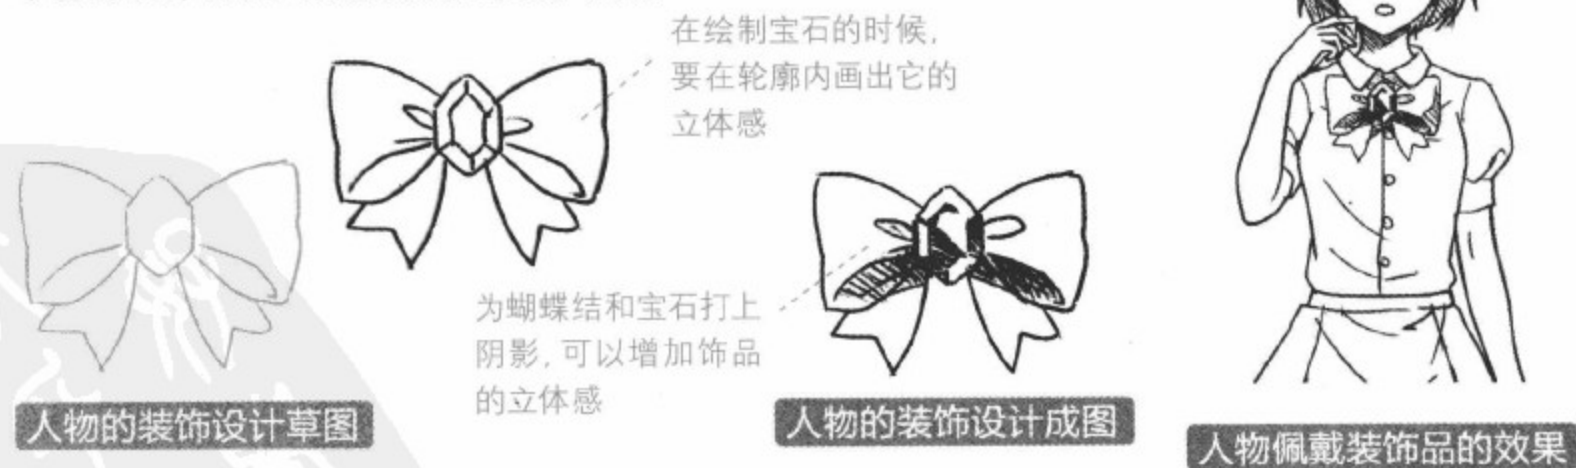 在绘制宝石的时候,
要在轮廓内画出它的
立体感
为蝴蝶结和宝石打上
阴影,可以增加饰品
的立体感
人物的装饰设计草图
人物的装饰设计成图
人物佩戴装饰品的效果